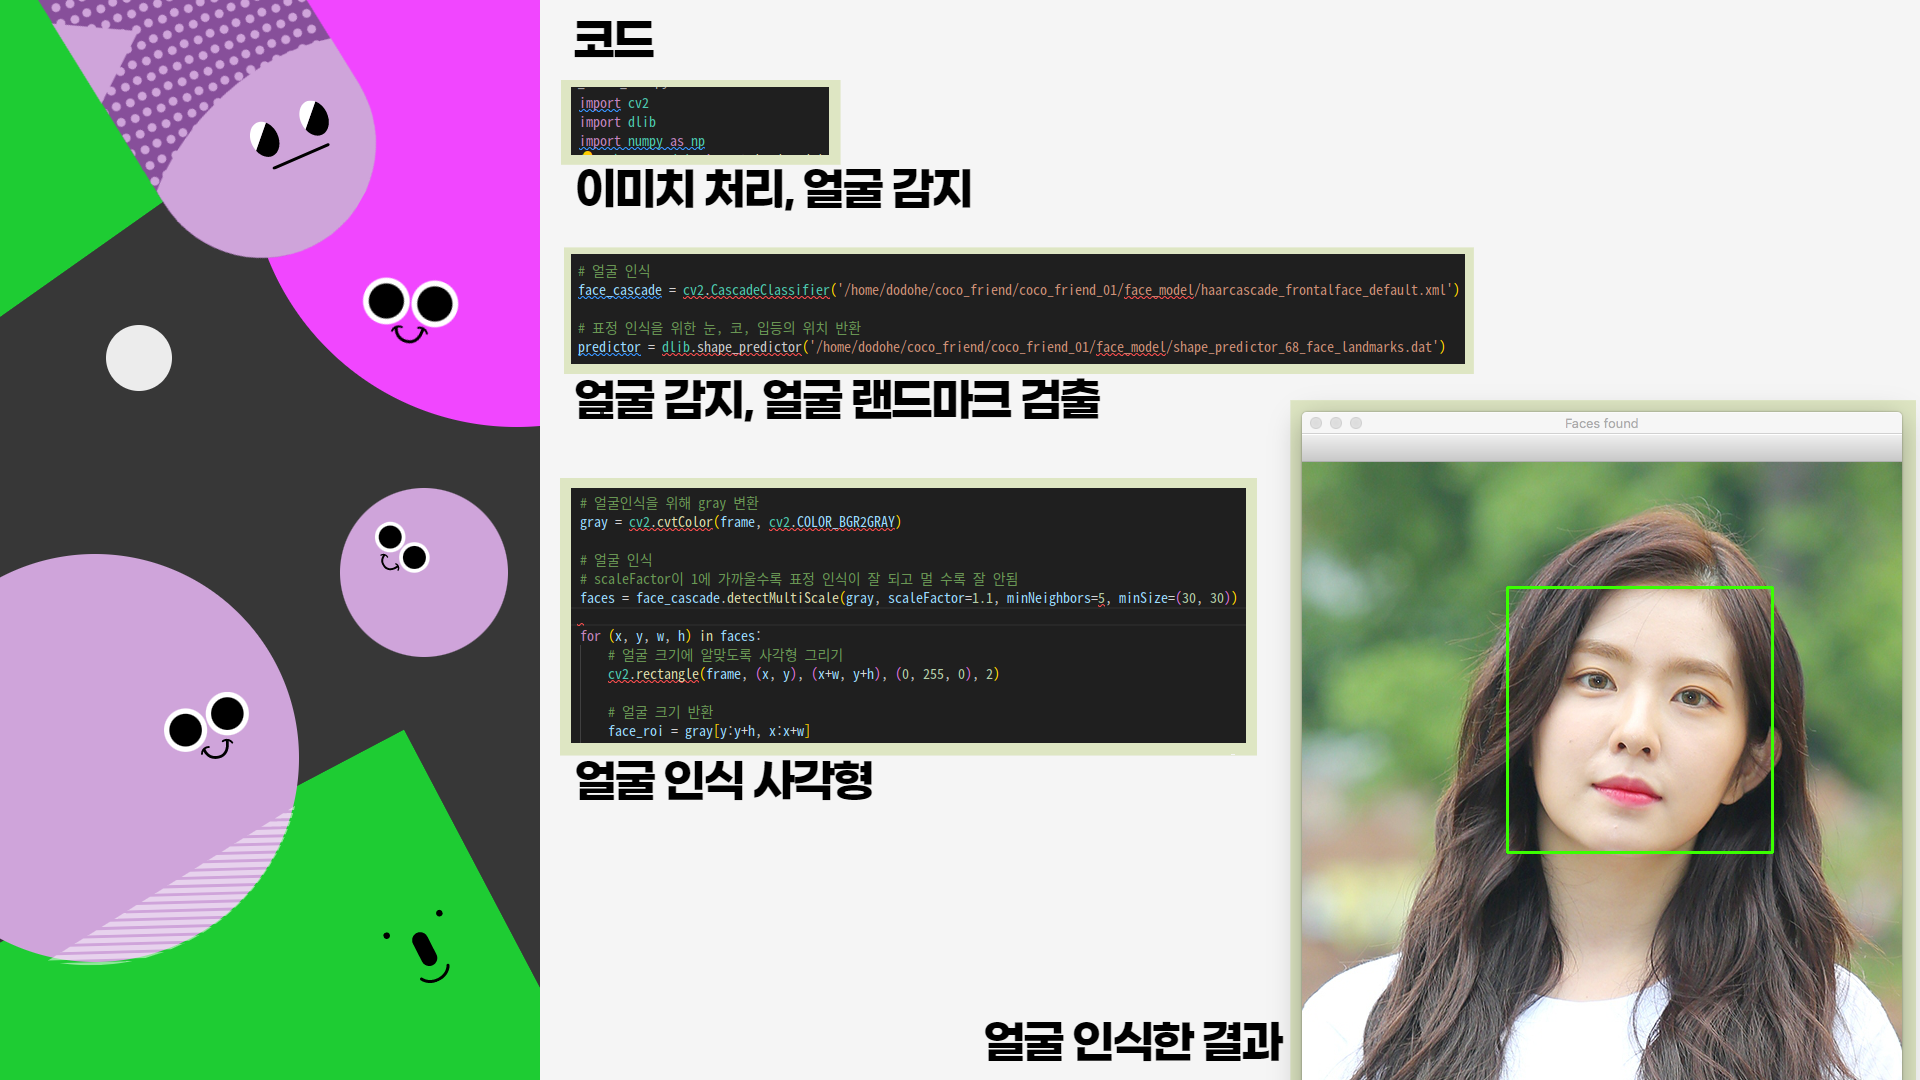 코드
import cv2
import dlib
import numpy as np
이미치 처리, 얼굴 감지
# 얼굴 인식
face_cascade = cv2.CascadeClassifier('/home/dodohe/coco_friend/coco_friend_01/face_model/haarcascade_frontalface_default.xml')
# 표정 인식을 위한 눈, 코, 입등의 위치 반환
predictor = dlib.shape_predictor('/home/dodohe/coco_friend/coco_friend_01/face_model/shape_predictor_68_face_landmarks.dat')
얼굴 감지, 얼굴 랜드마크 검출
# 얼굴인식을 위해 gray 변환
gray = cv2.cvtColor(frame, cv2.COLOR_BGR2GRAY)
# 얼굴 인식
# scaleFactor이 1에 가까울수록 표정 인식이 잘 되고 멀 수록 잘 안됨
faces = face_cascade.detectMultiScale(gray, scaleFactor=1.1, minNeighbors=5, minSize=(30, 30))
for (x, y, w, h) in faces:
# 얼굴 크기에 알맞도록 사각형 그리기
cv2.rectangle(frame, (x, y), (x+w, y+h), (0, 255, 0), 2)
# 얼굴 크기 반환
face_roi = gray[y:y+h, x:x+w]
얼굴 인식 사각형
Faces found
얼굴 인식한 결과